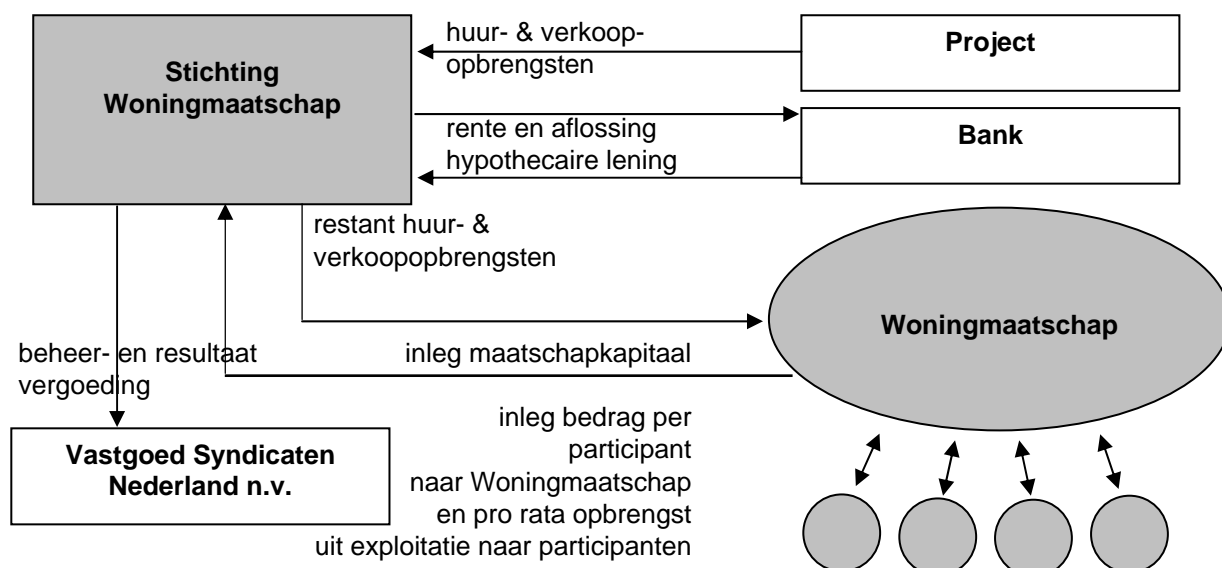 Stichting
Woningmaatschap
huur- & verkoop-
opbrengsten
Project
rente en aflossing
hypothecaire lening
Bank
restant huur- &
verkoopopbrengsten
Woningmaatschap
beheer- en resultaat
vergoeding
inleg maatschapkapitaal
Vastgoed Syndicaten
Nederland n.v.
inleg bedrag per
participant
naar Woningmaatschap
en pro rata opbrengst
uit exploitatie naar participanten